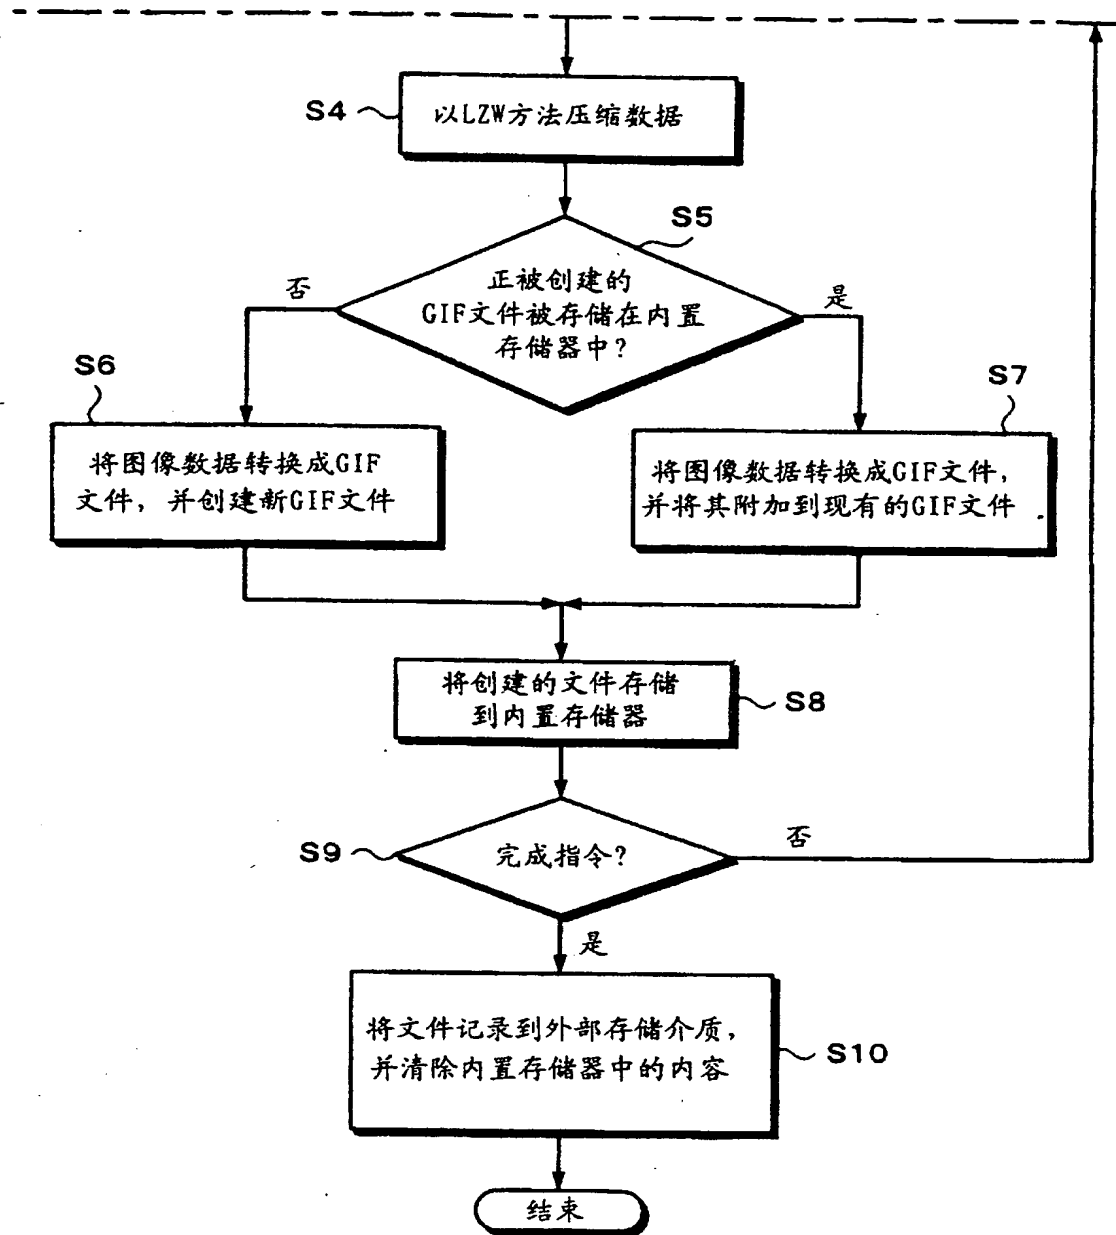 S4
以LZW方法压缩数据
S5
正被创建的
GIF文件被存储在内置
存储器中?
否
是
S6
S7
将图像数据转换成GIF
文件，并创建新GIF文件
将图像数据转换成GIF文件，
并将其附加到现有的GIF文件
将创建的文件存储
到内置存储器
S8
S9
完成指令?
否
是
将文件记录到外部存储介质，
并清除内置存储器中的内容
S10
结束